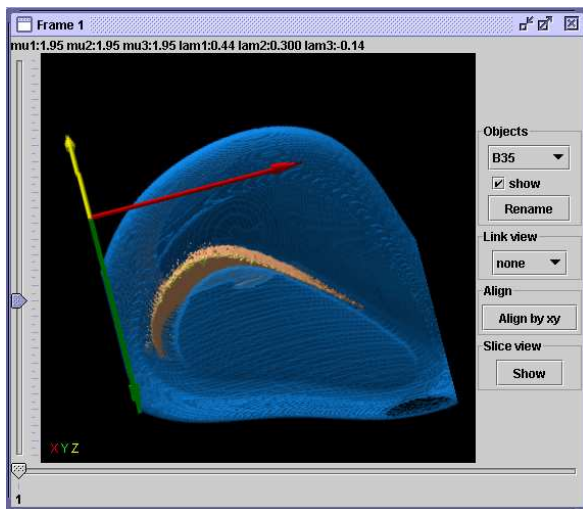 Frame 1
mu1:1.95 mu2:1.95 mu3:1.95 lam1:0.44 lam2:0.300 lam3:-0.14
Objects
B35
show
Rename
Link view
none
Align
Align by xy
Slice view
Show
X Y Z
1